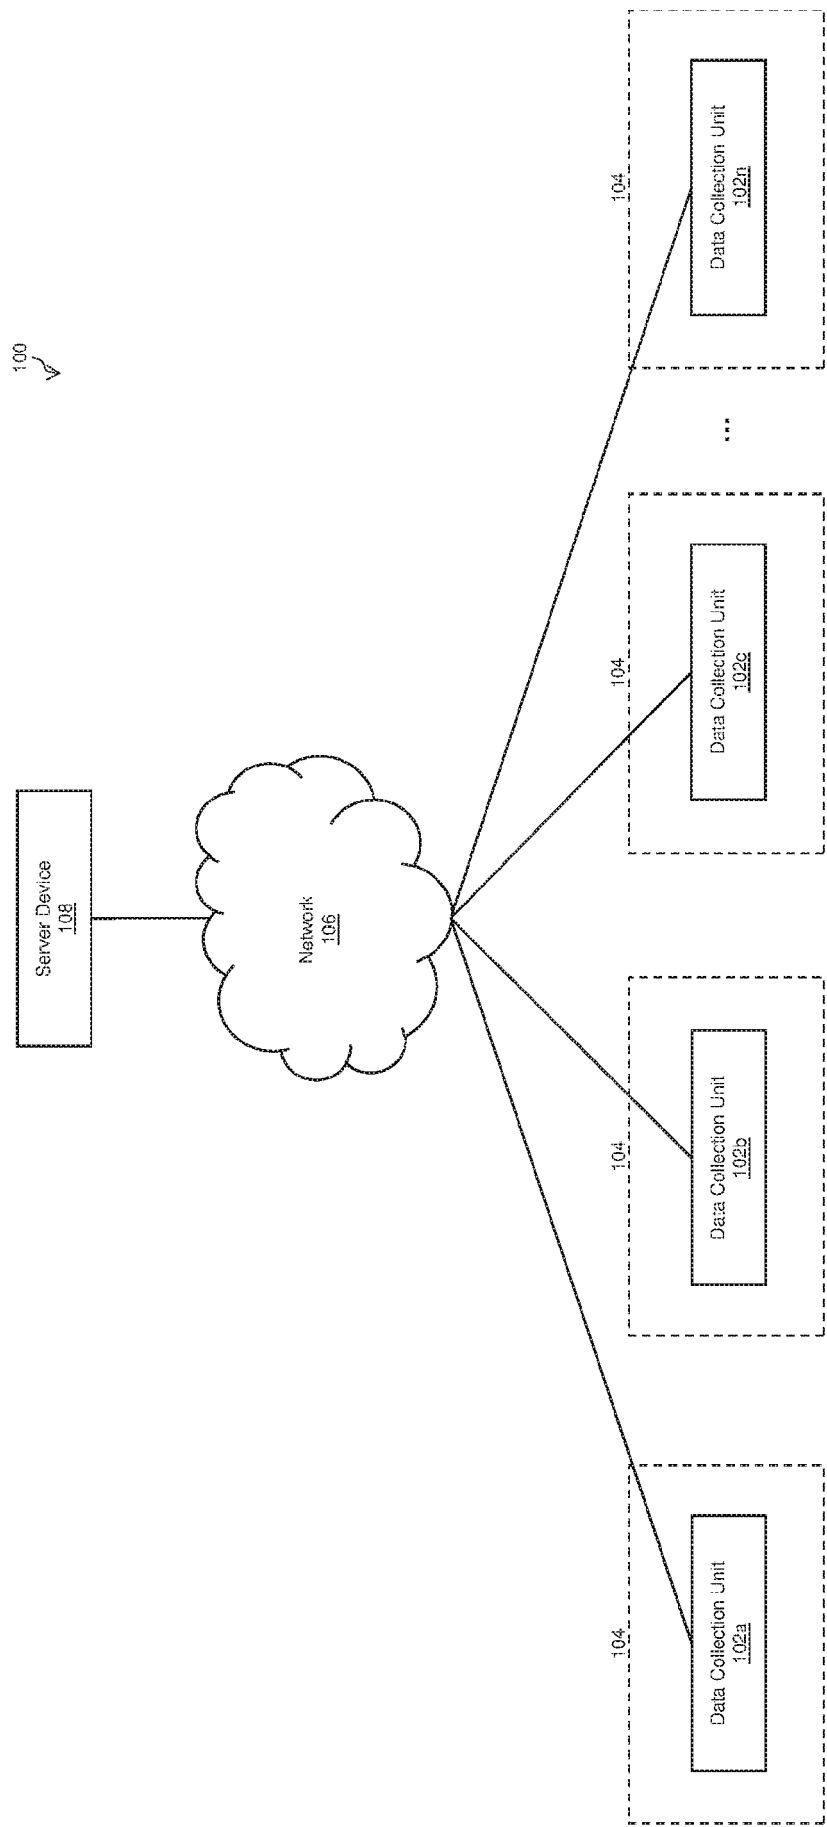 100
Server Device
108
Network
106
104
Data Collection Unit
102a
104
Data Collection Unit
102b
104
Data Collection Unit
102c
...
104
Data Collection Unit
102n